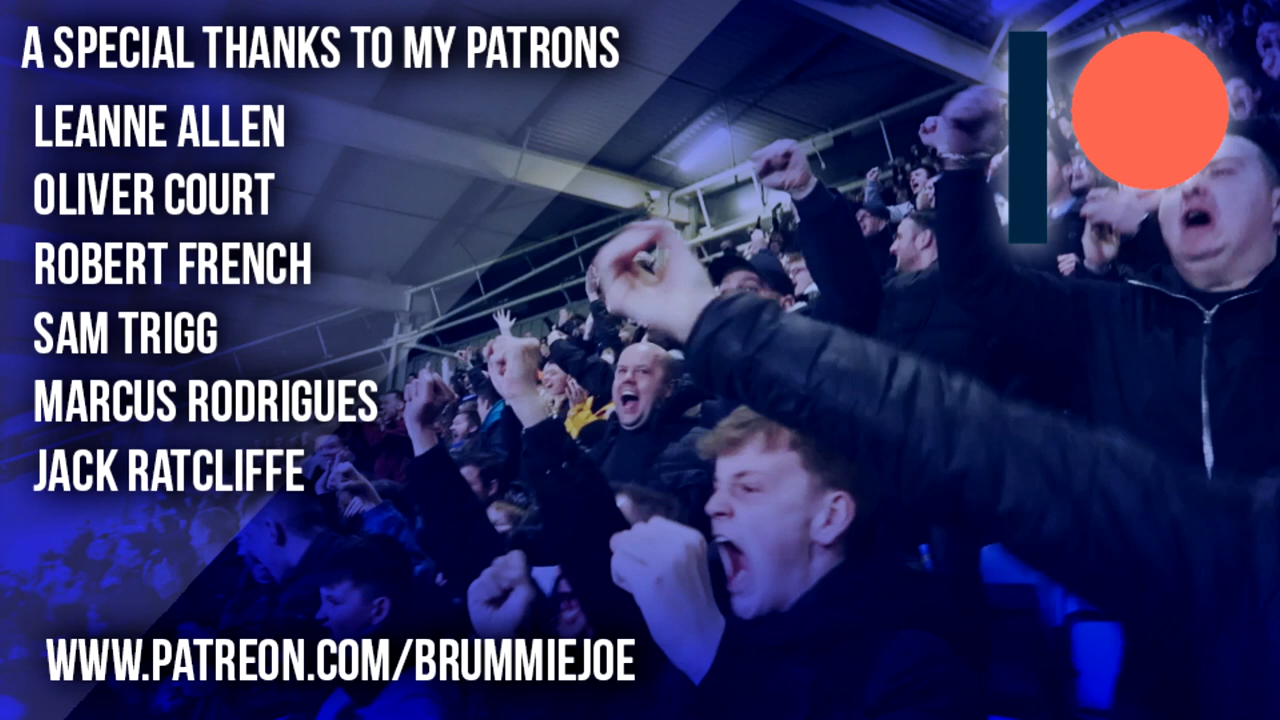 A SPECIAL THANKS TO MY PATRONS
LEANNE ALLEN
OLIVER COURT
ROBERT FRENCH
SAM TRIGG
MARCUS RODRIGUES
JACK RATCLIFFE
WWW.PATREON.COM/BRUMMIEJOE